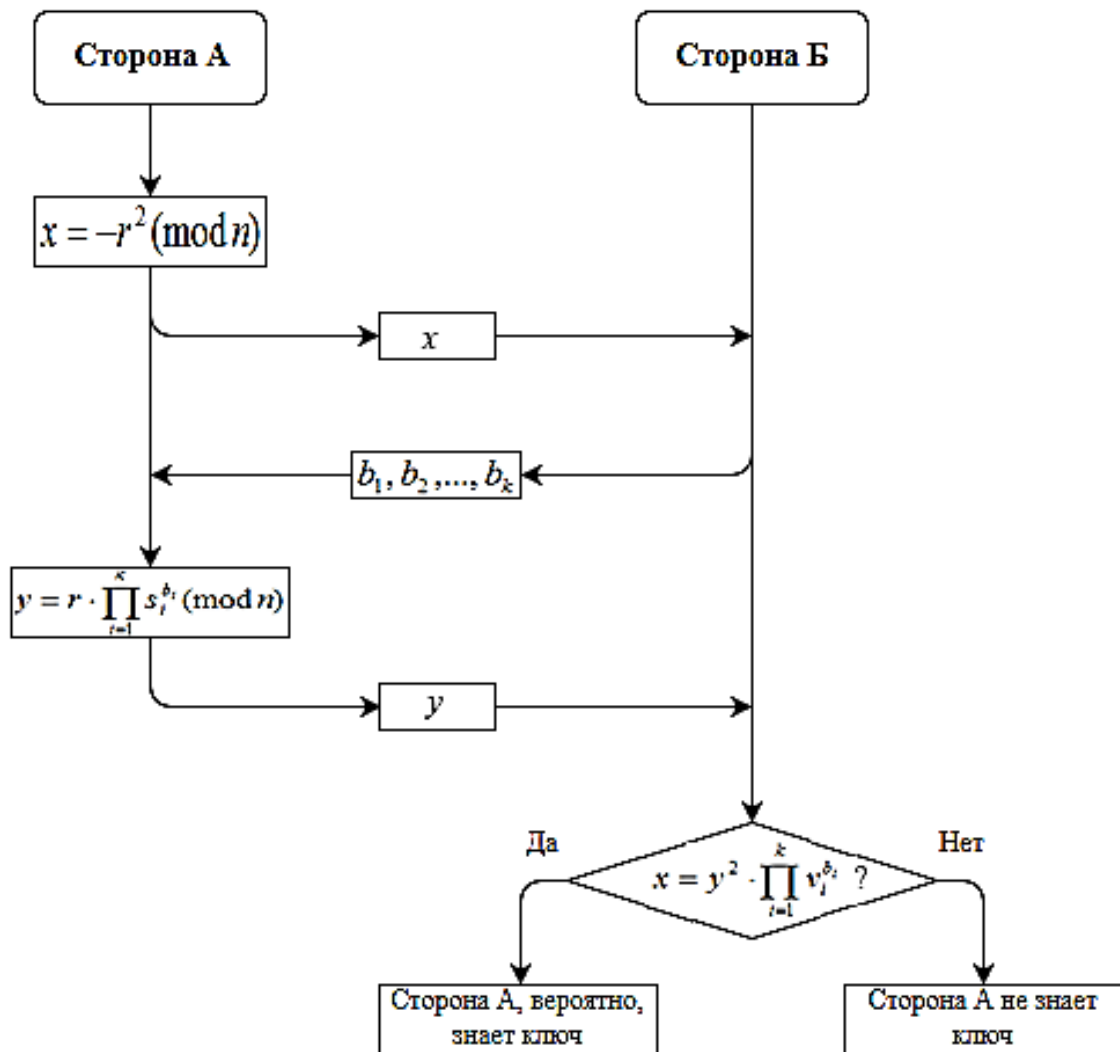 Сторона А
Сторона Б
x = −r² (mod n)
x
b₁, b₂,..., bₖ
y = r · ∏ᵢ₌₁ᴷ sᵢ^bᵢ (mod n)
y
Да
Нет
x = y² · ∏ᵢ₌₁ᵏ vᵢ^bᵢ ?
Сторона А, вероятно,
знает ключ
Сторона А не знает
ключ